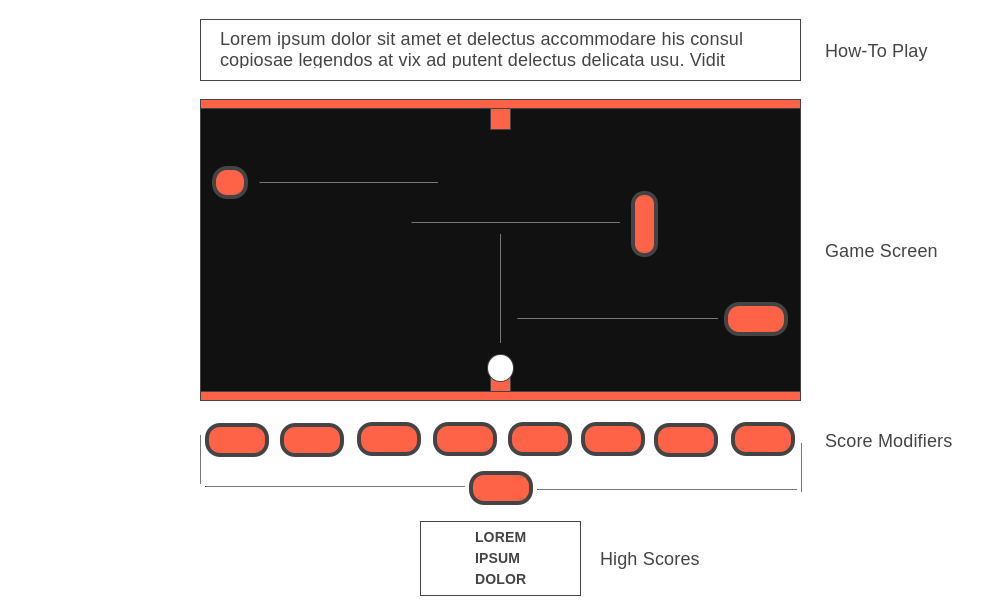 Lorem ipsum dolor sit amet et delectus accommodare his consul
copiosae legendos at vix ad putent delectus delicata usu. Vidit
How-To Play
Game Screen
Score Modifiers
LOREM
IPSUM
DOLOR
High Scores